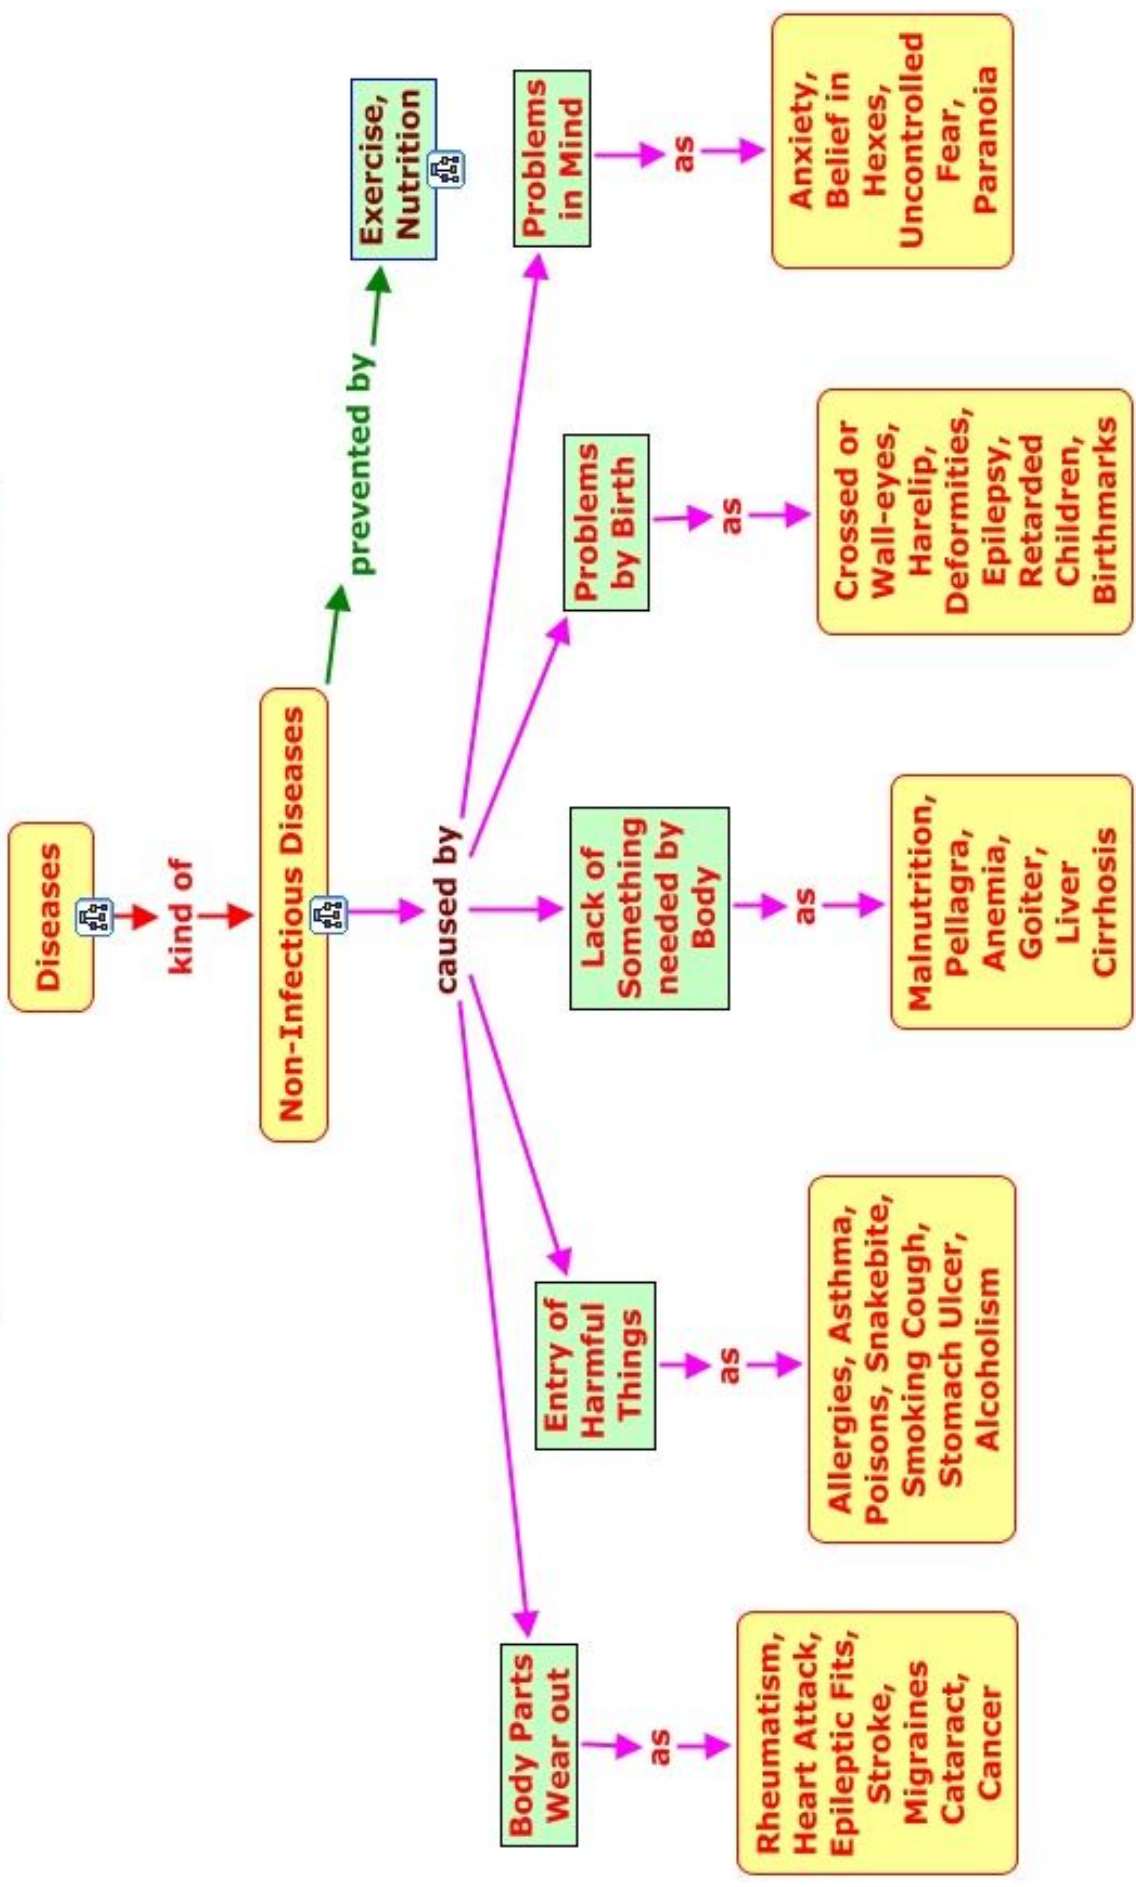 Diseases
kind of
Non-Infectious Diseases
prevented by
Exercise,
Nutrition
caused by
Body Parts
Wear out
as
Rheumatism,
Heart Attack,
Epileptic Fits,
Stroke,
Migraines
Cataract,
Cancer
Entry of
Harmful
Things
as
Allergies, Asthma,
Poisons, Snakebite,
Smoking Cough,
Stomach Ulcer,
Alcoholism
Lack of
Something
needed by
Body
as
Malnutrition,
Pellagra,
Anemia,
Goiter,
Liver
Cirrhosis
Problems
by Birth
as
Crossed or
Wall-eyes,
Harelip,
Deformities,
Epilepsy,
Retarded
Children,
Birthmarks
Problems
in Mind
as
Anxiety,
Belief in
Hexes,
Uncontrolled
Fear,
Paranoia